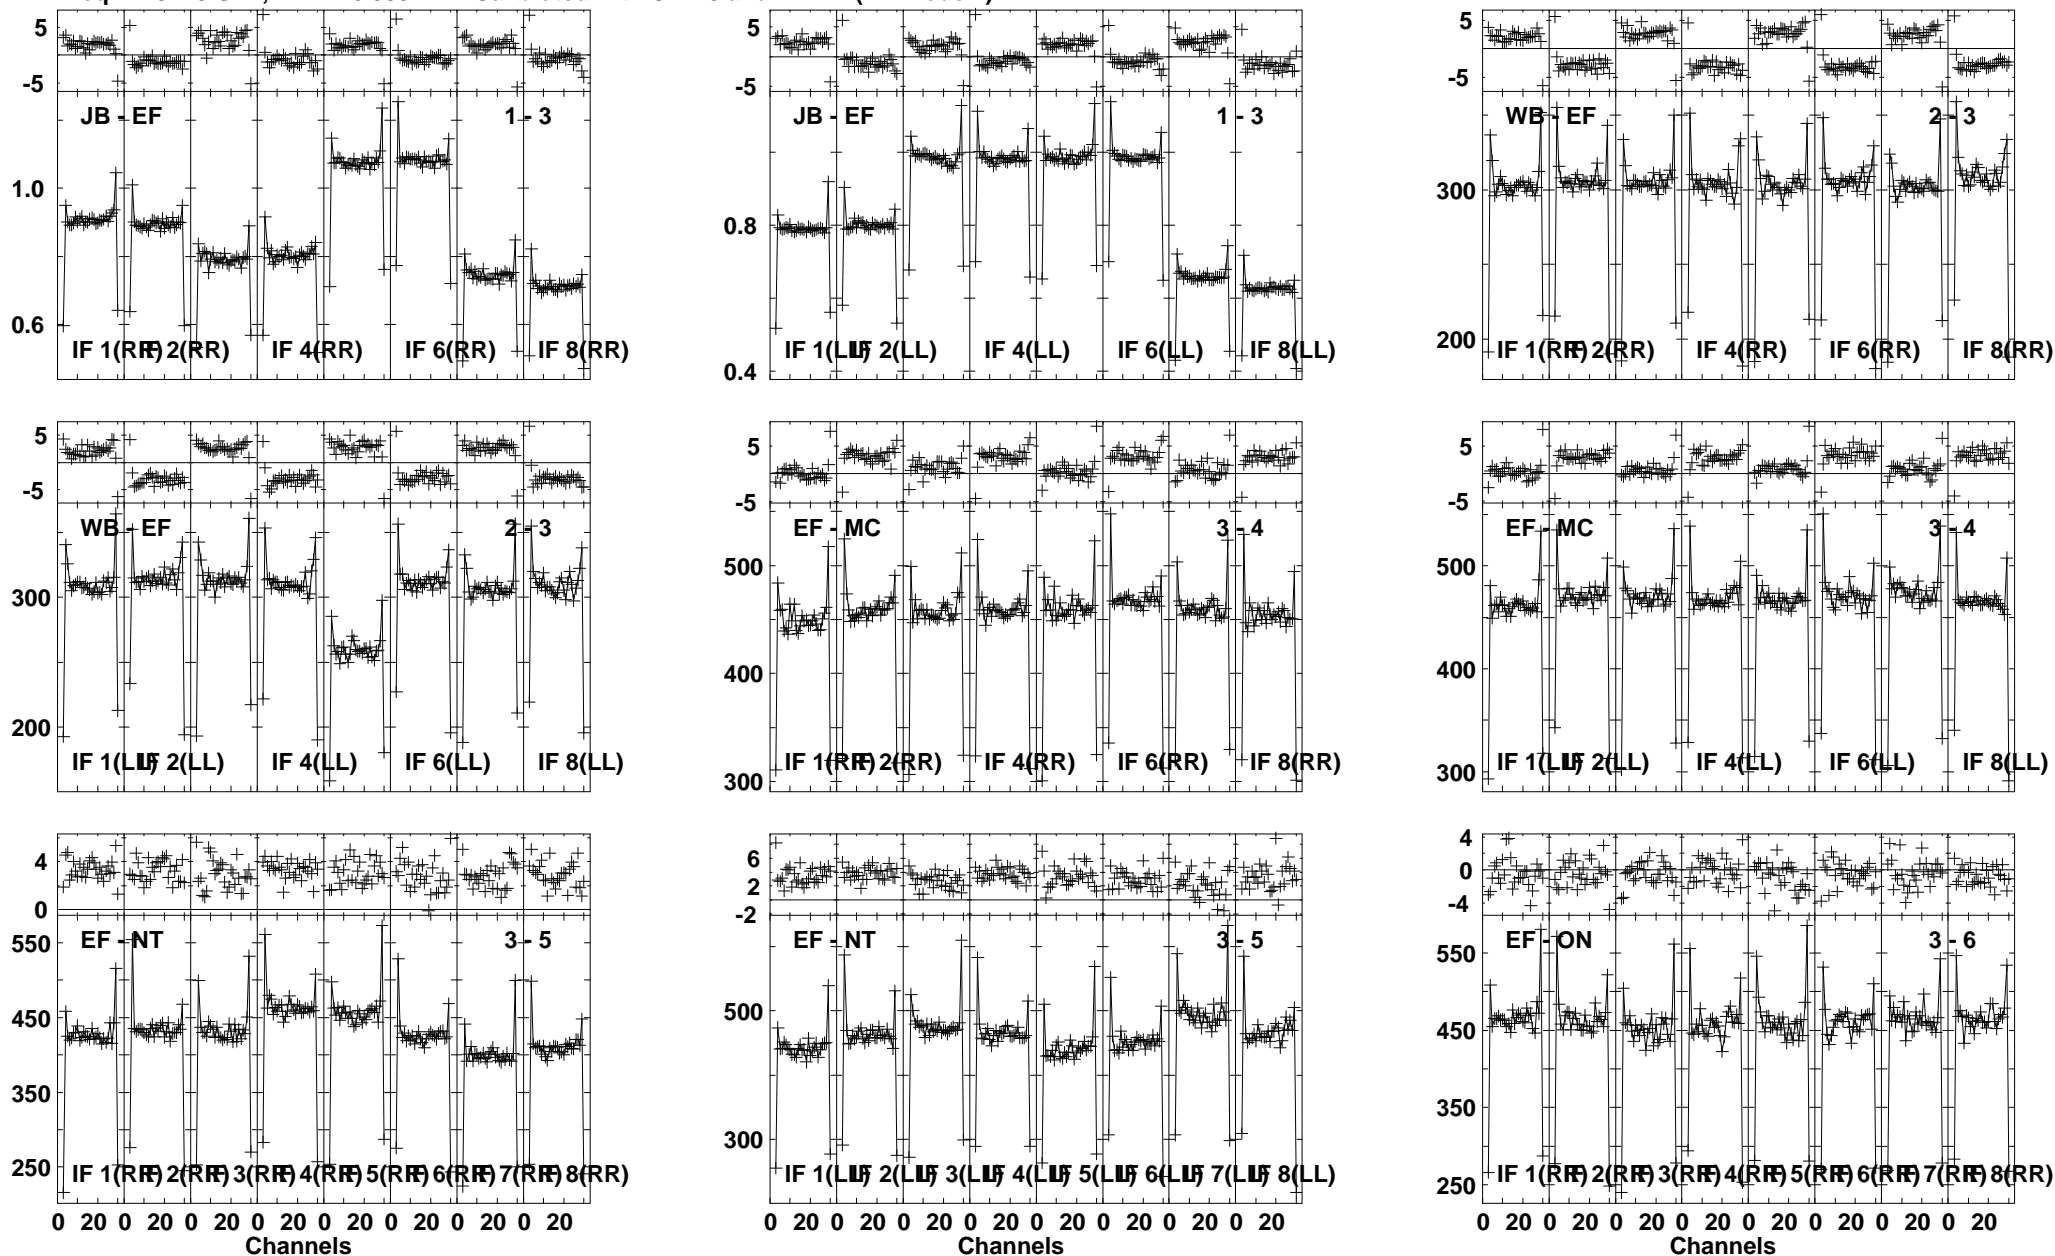 5 5 5
-5 -5 -5
JB - EF 1 - 3 JB - EF 1 - 3 WB - EF 2 - 3
1.0 0.8 300
0.6 0.4 200
IF 1(RR) IF 2(RR) IF 4(RR) IF 6(RR) IF 8(RR) IF 1(LL) IF 2(LL) IF 4(LL) IF 6(LL) IF 8(LL) IF 1(RR) IF 2(RR) IF 4(RR) IF 6(RR) IF 8(RR)
5 5 5
-5 -5 -5
WB - EF 2 - 3 EF - MC 3 - 4 EF - MC 3 - 4
300 500 500
200 400 400
300 300
IF 1(LL) IF 2(LL) IF 4(LL) IF 6(LL) IF 8(LL) IF 1(RR) IF 2(RR) IF 4(RR) IF 6(RR) IF 8(RR) IF 1(LL) IF 2(LL) IF 4(LL) IF 6(LL) IF 8(LL)
4 6 4
0 2 0
-2 -4
EF - NT 3 - 5 EF - NT 3 - 5 EF - ON 3 - 6
550 500 550
450 300 450
350 350
250 250
IF 1(RR) IF 2(RR) IF 3(RR) IF 4(RR) IF 5(RR) IF 6(RR) IF 7(RR) IF 8(RR) IF 1(LL) IF 2(LL) IF 3(LL) IF 4(LL) IF 5(LL) IF 6(LL) IF 7(LL) IF 8(LL) IF 1(RR) IF 2(RR) IF 3(RR) IF 4(RR) IF 5(RR) IF 6(RR) IF 7(RR) IF 8(RR)
0 20 0 20 0 20 0 20 0 20 0 20 0 20 0 20 0 20 0 20 0 20 0 20 0 20 0 20 0 20 0 20 0 20 0 20 0 20 0 20 0 20 0 20 0 20 0 20
Channels Channels Channels